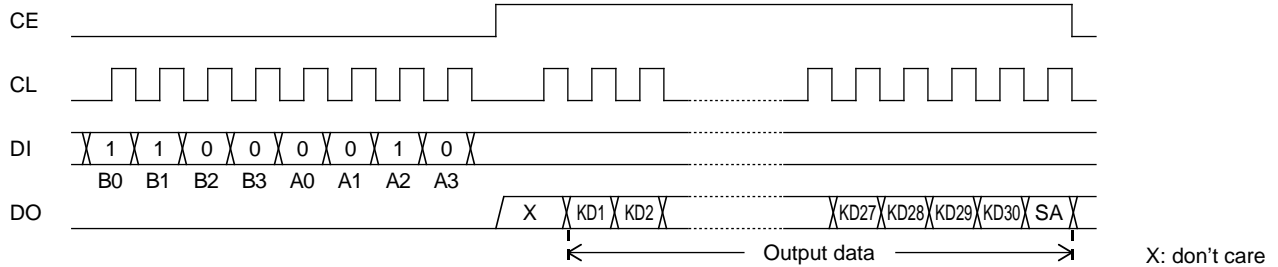 CE
CL
DI 1 1 0 0 0 0 1 0
B0 B1 B2 B3 A0 A1 A2 A3
DO X KD1 KD2 KD27 KD28 KD29 KD30 SA
Output data X: don't care